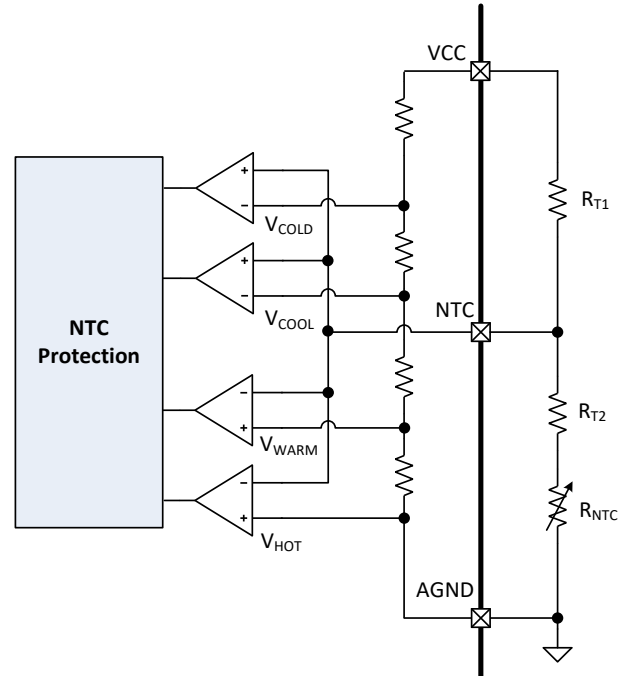 VCC
+
−
V_COLD
R_T1
+
−
V_COOL
NTC
NTC
Protection
−
+
V_WARM
R_T2
−
+
V_HOT
R_NTC
AGND